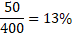 50/400 = 13%